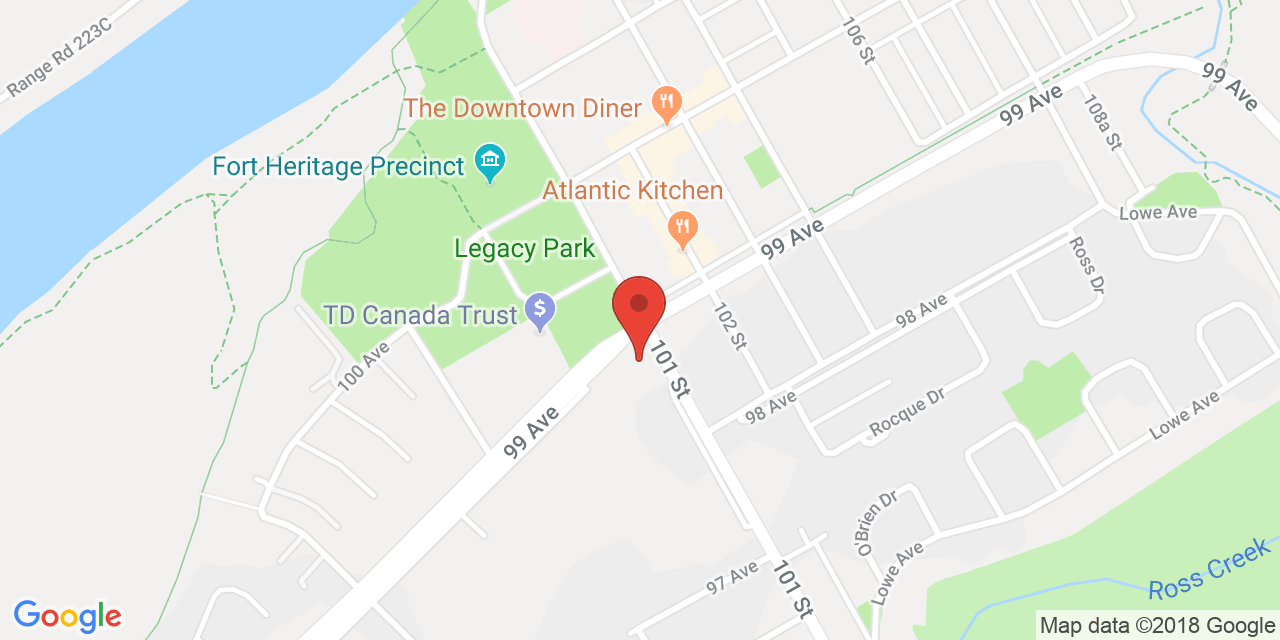 Range Rd 223C
106 St
99 Ave
99 Ave
The Downtown Diner
108a St
Fort Heritage Precinct
Atlantic Kitchen
Lowe Ave
99 Ave
Legacy Park
Ross Dr
TD Canada Trust
102 St
98 Ave
100 Ave
101 St
98 Ave
Rocque Dr
Lowe Ave
99 Ave
O'Brien Dr
97 Ave
101 St
Lowe Ave
Ross Creek
Google
Map data ©2018 Google